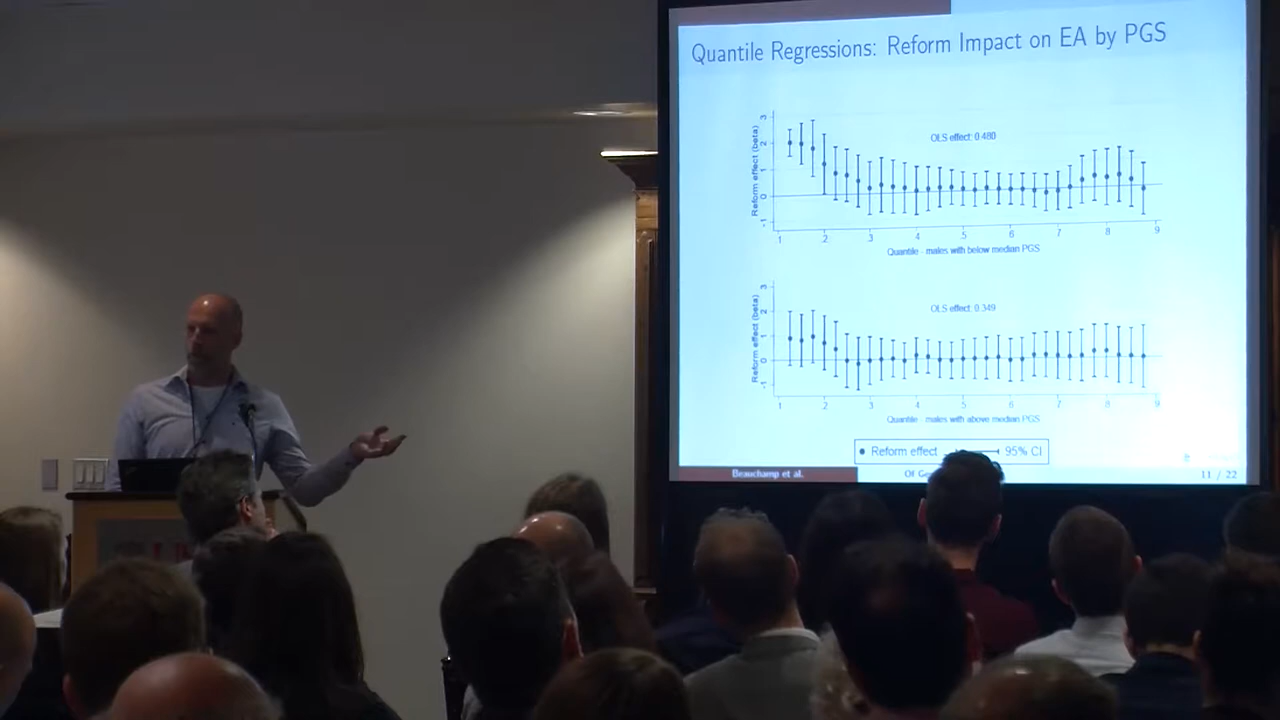 Quantile Regressions: Reform Impact on EA by PGS
Reform effect (beta)
-1 0 1 2 3
OLS effect: 0.480
.1 .2 .3 .4 .5 .6 .7 .8 .9
Quantile - males with below median PGS
Reform effect (beta)
-1 0 1 2 3
OLS effect: 0.349
.1 .2 .3 .4 .5 .6 .7 .8 .9
Quantile - males with above median PGS
Reform effect 95% CI
Beauchamp et al.
11 / 22